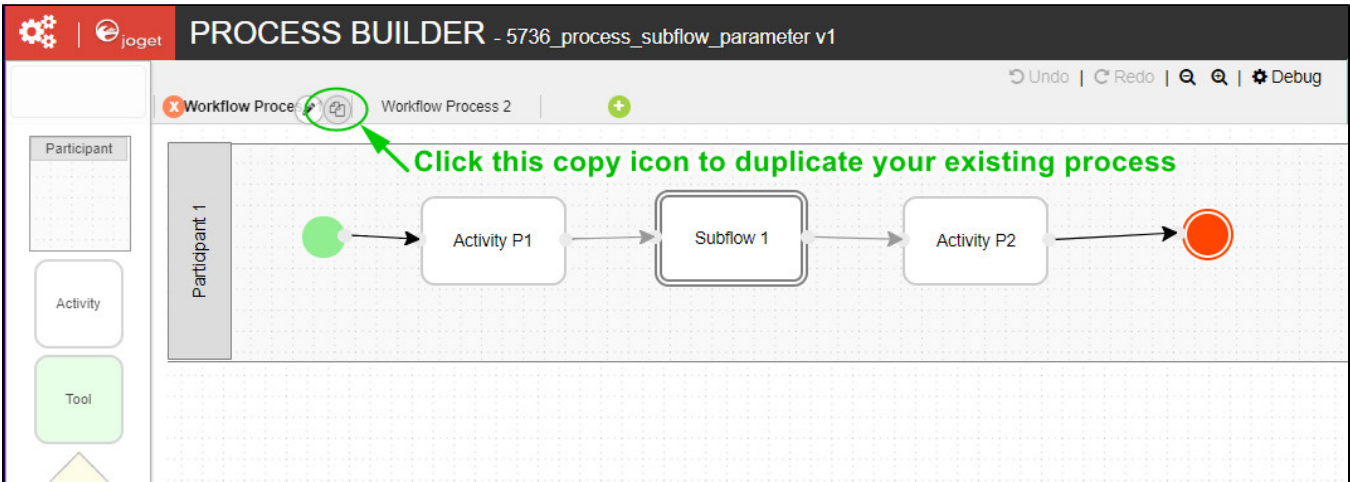 joget PROCESS BUILDER - 5736_process_subflow_parameter v1
Undo | Redo | Debug
x Workflow Proces Workflow Process 2
Participant
Click this copy icon to duplicate your existing process
Participant 1
Activity P1
Subflow 1
Activity P2
Activity
Tool